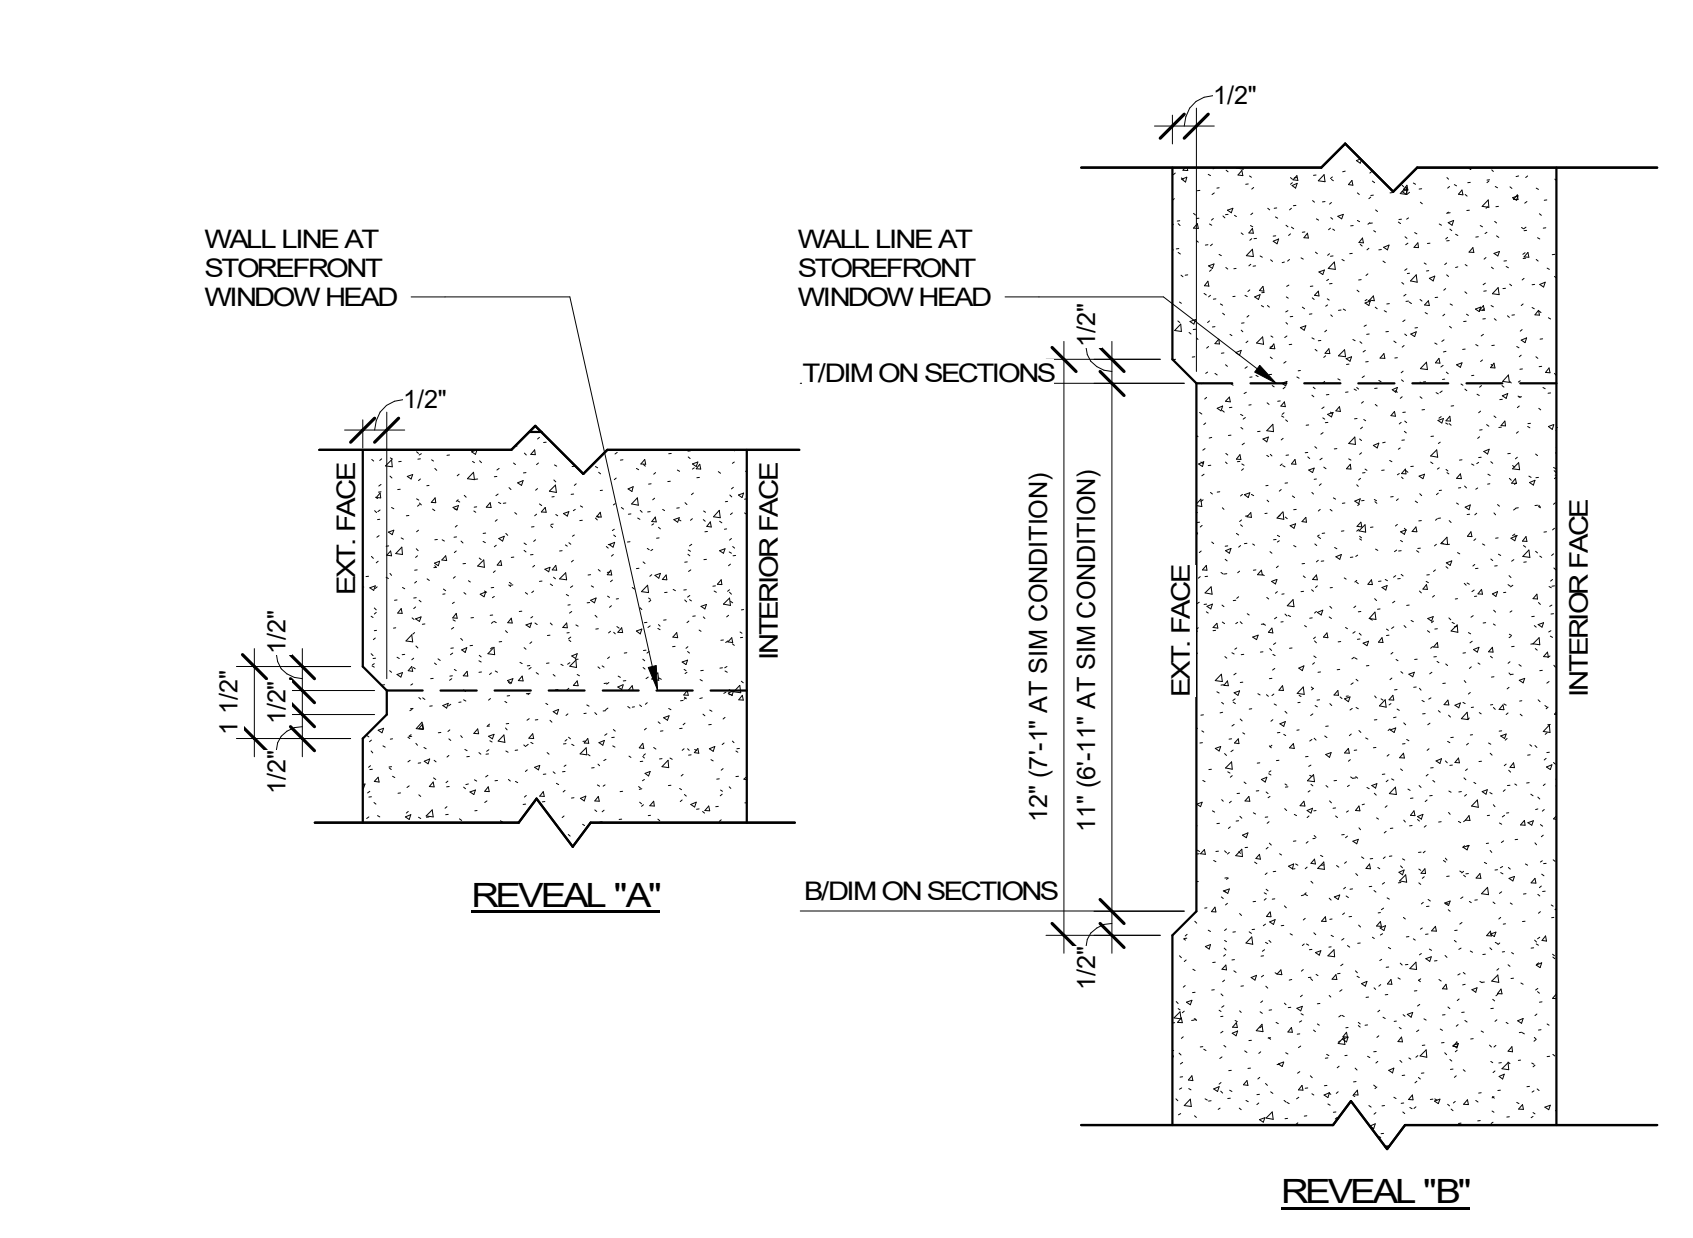 1/2"
WALL LINE AT
STOREFRONT
WINDOW HEAD
1/2"
EXT. FACE
INTERIOR FACE
1/2"
1/2"
1/2"
1 1/2"
REVEAL "A"
WALL LINE AT
STOREFRONT
WINDOW HEAD
1/2"
T/DIM ON SECTIONS
12" (7'-1" AT SIM CONDITION)
11" (6'-11" AT SIM CONDITION)
EXT. FACE
INTERIOR FACE
B/DIM ON SECTIONS
1/2"
REVEAL "B"